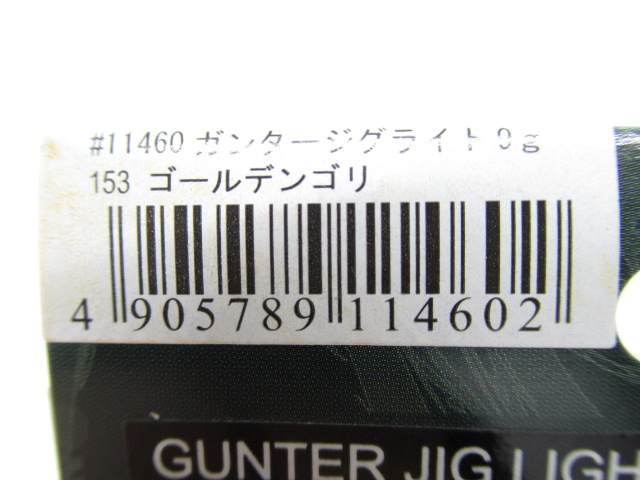 #11460 ガンタージグライト 9g
153 ゴールデンゴリ
4 905789 114602
GUNTER JIG LIGH